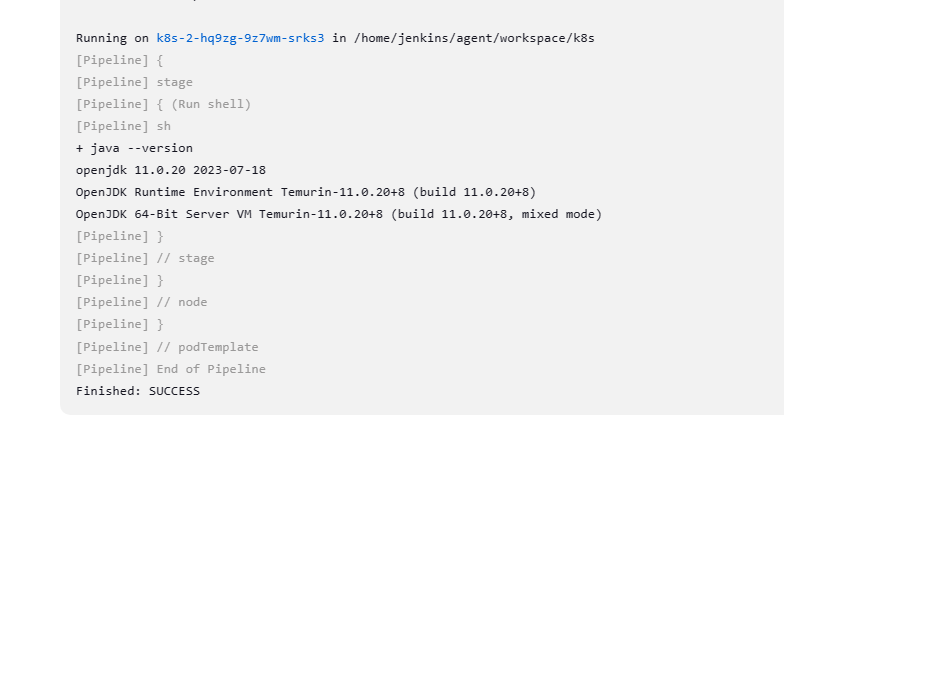 Running on k8s-2-hq9zg-9z7wm-srks3 in /home/jenkins/agent/workspace/k8s
[Pipeline] {
[Pipeline] stage
[Pipeline] { (Run shell)
[Pipeline] sh
+ java --version
openjdk 11.0.20 2023-07-18
OpenJDK Runtime Environment Temurin-11.0.20+8 (build 11.0.20+8)
OpenJDK 64-Bit Server VM Temurin-11.0.20+8 (build 11.0.20+8, mixed mode)
[Pipeline] }
[Pipeline] // stage
[Pipeline] }
[Pipeline] // node
[Pipeline] }
[Pipeline] // podTemplate
[Pipeline] End of Pipeline
Finished: SUCCESS